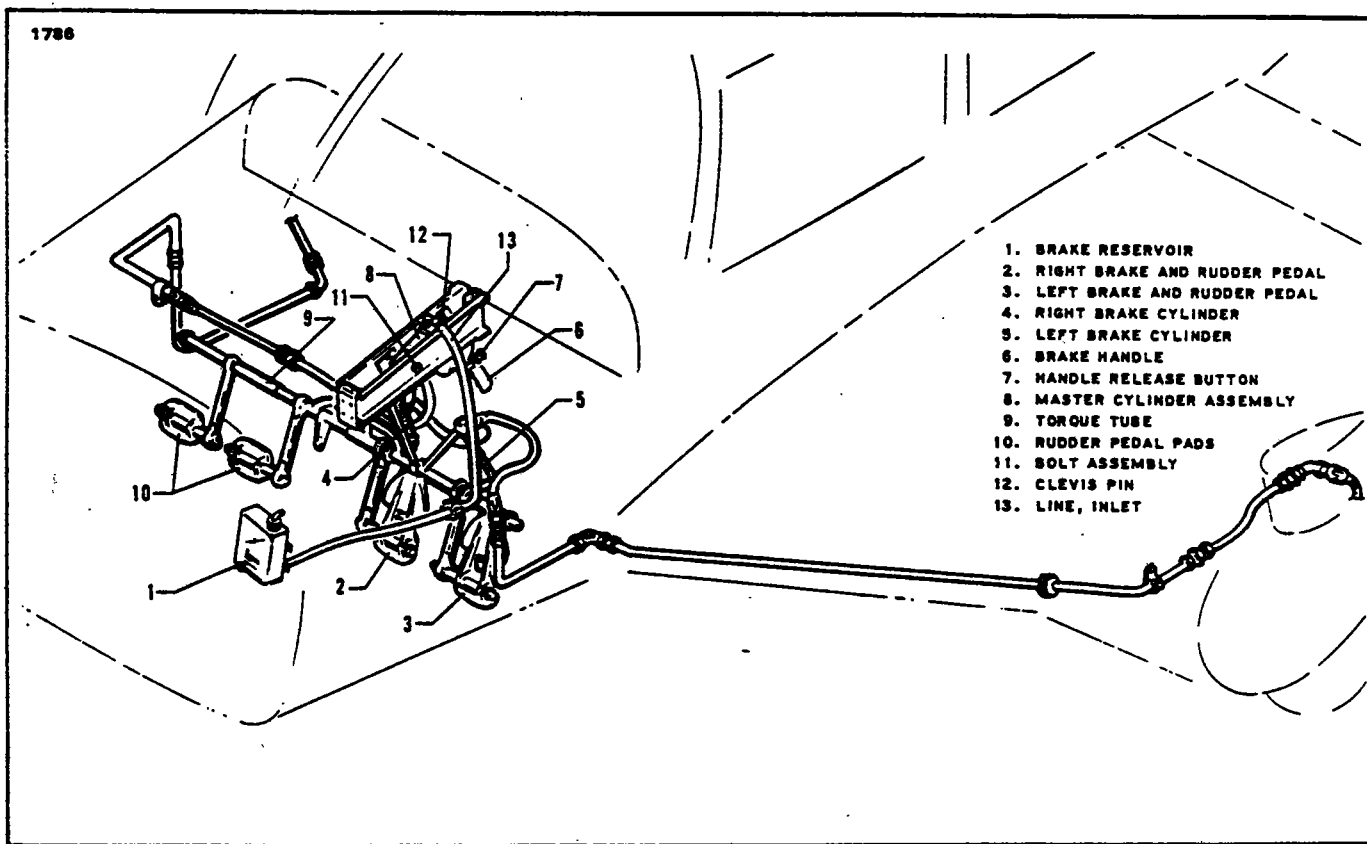 1786
12
13
8
7
11
9
6
5
4
10
2
1
3
1. BRAKE RESERVOIR
2. RIGHT BRAKE AND RUDDER PEDAL
3. LEFT BRAKE AND RUDDER PEDAL
4. RIGHT BRAKE CYLINDER
5. LEFT BRAKE CYLINDER
6. BRAKE HANDLE
7. HANDLE RELEASE BUTTON
8. MASTER CYLINDER ASSEMBLY
9. TORQUE TUBE
10. RUDDER PEDAL PADS
11. BOLT ASSEMBLY
12. CLEVIS PIN
13. LINE, INLET